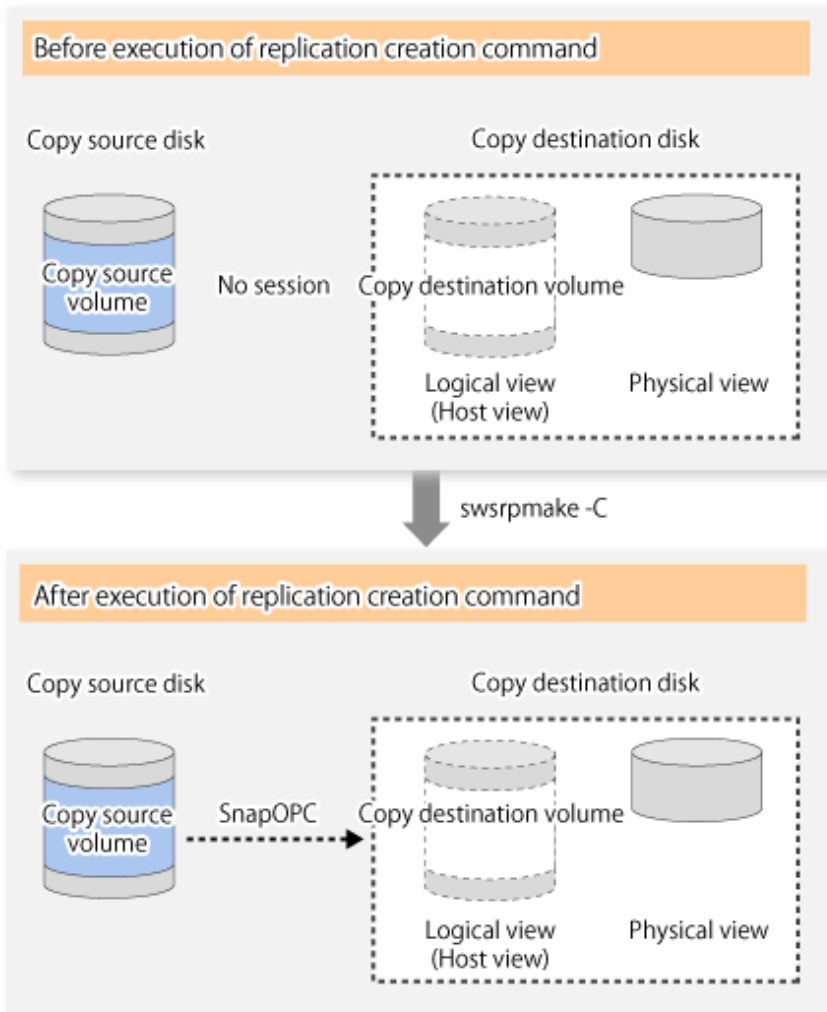 Before execution of replication creation command
Copy source disk
Copy destination disk
Copy source
volume
No session
Copy destination volume
Logical view
(Host view)
Physical view
swsrpmake -C
After execution of replication creation command
Copy source disk
Copy destination disk
Copy source
volume
SnapOPC
Copy destination volume
Logical view
(Host view)
Physical view